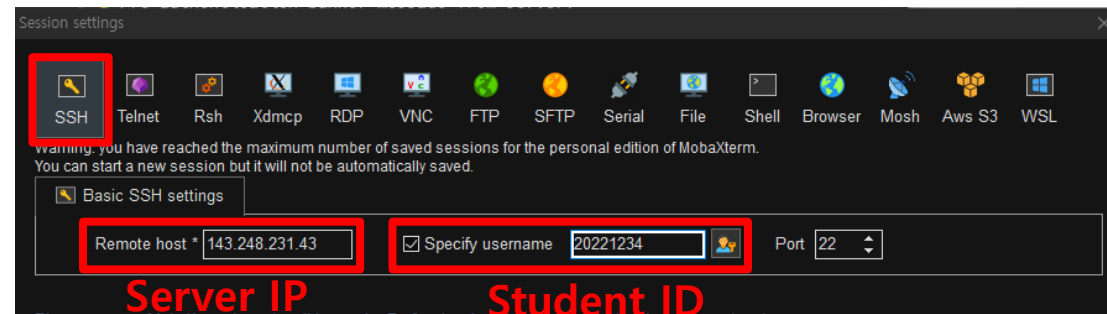 Session settings
SSH Telnet Rsh Xdmcp RDP VNC FTP SFTP Serial File Shell Browser Mosh Aws S3 WSL
Warning: you have reached the maximum number of saved sessions for the personal edition of MobaXterm.
You can start a new session but it will not be automatically saved.
Basic SSH settings
Remote host * 143.248.231.43 Specify username 20221234 Port 22
Server IP Student ID